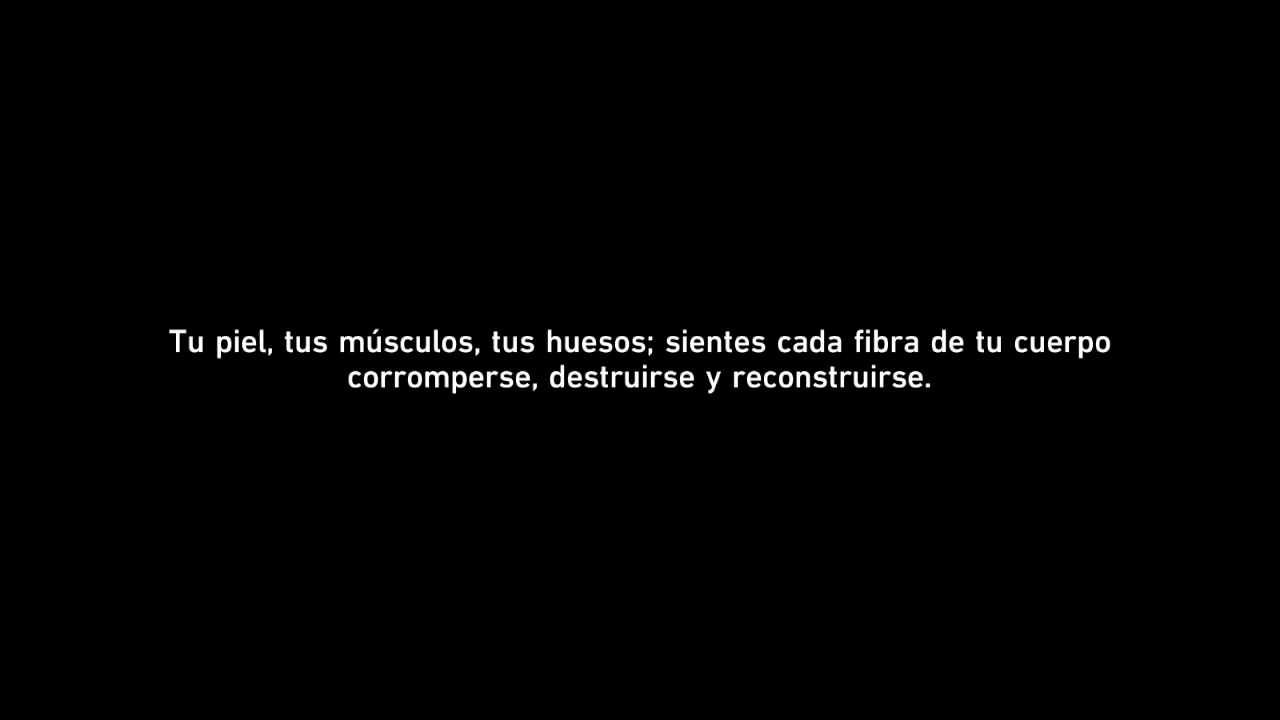 Tu piel, tus músculos, tus huesos; sientes cada fibra de tu cuerpo
corromperse, destruirse y reconstruirse.